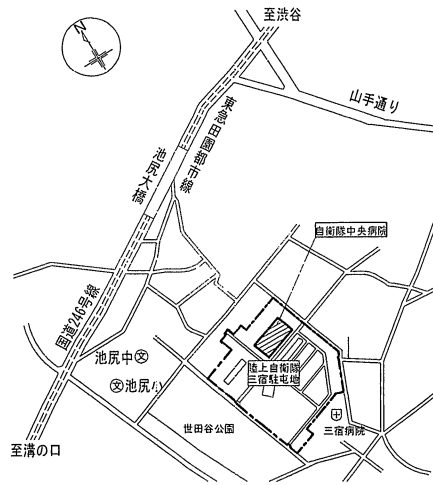 至渋谷
N
山手通り
東急田園都市線
池尻大橋
自衛隊中央病院
国道246号線
池尻中文
文池尻小
陸上自衛隊
三宿駐屯地
世田谷公園
三宿病院
至溝の口